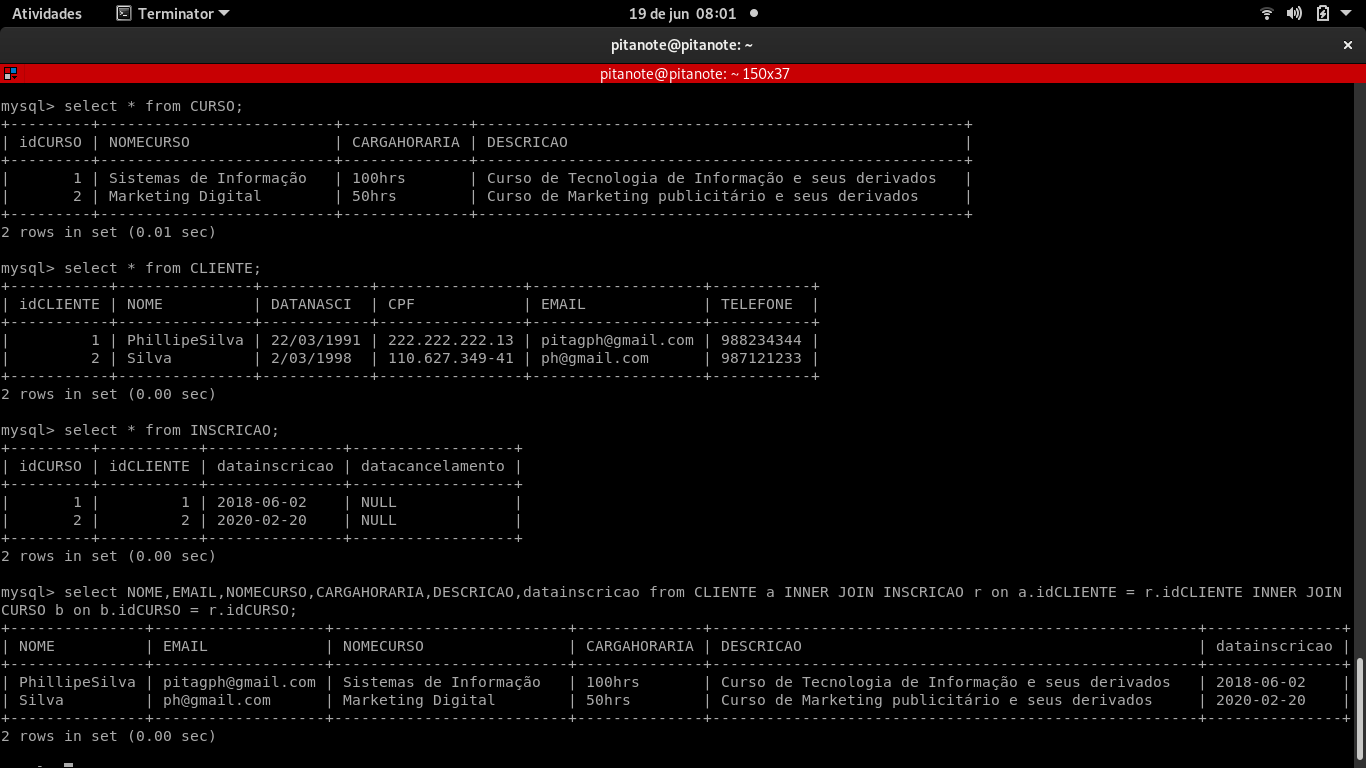 Atividades Terminator 19 de jun 08:01
pitanote@pitanote: ~ ×
pitanote@pitanote: ~ 150x37
mysql> select * from CURSO;
+---------+--------------------------+--------------+------------------------------------------------------+
| idCURSO | NOMECURSO                | CARGAHORARIA | DESCRICAO                                            |
+---------+--------------------------+--------------+------------------------------------------------------+
|       1 | Sistemas de Informação   | 100hrs       | Curso de Tecnologia de Informação e seus derivados   |
|       2 | Marketing Digital        | 50hrs        | Curso de Marketing publicitário e seus derivados     |
+---------+--------------------------+--------------+------------------------------------------------------+
2 rows in set (0.01 sec)
mysql> select * from CLIENTE;
+-----------+---------------+------------+----------------+-------------------+-----------+
| idCLIENTE | NOME          | DATANASCI  | CPF            | EMAIL             | TELEFONE  |
+-----------+---------------+------------+----------------+-------------------+-----------+
|         1 | PhillipeSilva | 22/03/1991 | 222.222.222.13 | pitagph@gmail.com | 988234344 |
|         2 | Silva         | 2/03/1998  | 110.627.349-41 | ph@gmail.com      | 987121233 |
+-----------+---------------+------------+----------------+-------------------+-----------+
2 rows in set (0.00 sec)
mysql> select * from INSCRICAO;
+---------+-----------+---------------+------------------+
| idCURSO | idCLIENTE | datainscricao | datacancelamento |
+---------+-----------+---------------+------------------+
|       1 |         1 | 2018-06-02    | NULL             |
|       2 |         2 | 2020-02-20    | NULL             |
+---------+-----------+---------------+------------------+
2 rows in set (0.00 sec)
mysql> select NOME,EMAIL,NOMECURSO,CARGAHORARIA,DESCRICAO,datainscricao from CLIENTE a INNER JOIN INSCRICAO r on a.idCLIENTE = r.idCLIENTE INNER JOIN
CURSO b on b.idCURSO = r.idCURSO;
+---------------+-------------------+--------------------------+--------------+------------------------------------------------------+---------------+
| NOME          | EMAIL             | NOMECURSO                | CARGAHORARIA | DESCRICAO                                            | datainscricao |
+---------------+-------------------+--------------------------+--------------+------------------------------------------------------+---------------+
| PhillipeSilva | pitagph@gmail.com | Sistemas de Informação   | 100hrs       | Curso de Tecnologia de Informação e seus derivados   | 2018-06-02    |
| Silva         | ph@gmail.com      | Marketing Digital        | 50hrs        | Curso de Marketing publicitário e seus derivados     | 2020-02-20    |
+---------------+-------------------+--------------------------+--------------+------------------------------------------------------+---------------+
2 rows in set (0.00 sec)